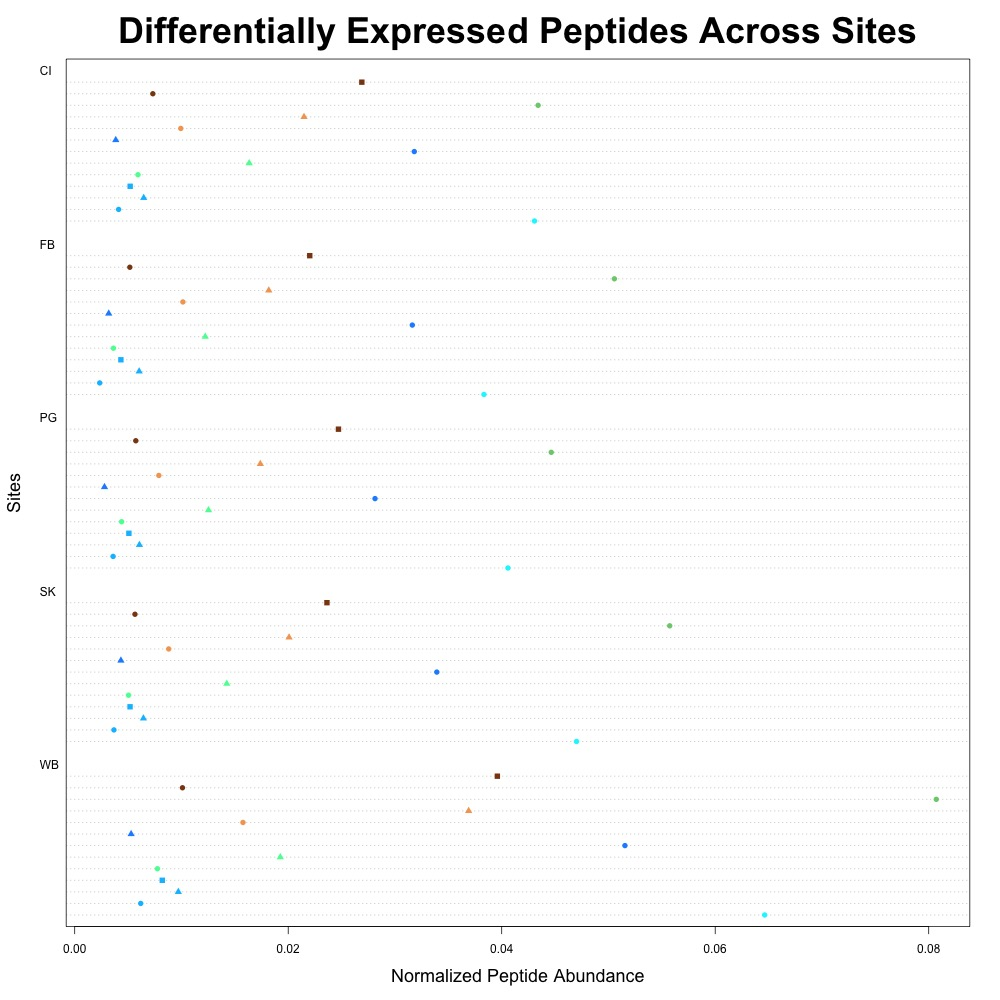 Differentially Expressed Peptides Across Sites
CI
FB
PG
SK
WB
Sites
0.00 0.02 0.04 0.06 0.08
Normalized Peptide Abundance